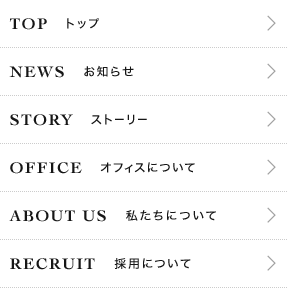 TOP トップ
NEWS お知らせ
STORY ストーリー
OFFICE オフィスについて
ABOUT US 私たちについて
RECRUIT 採用について